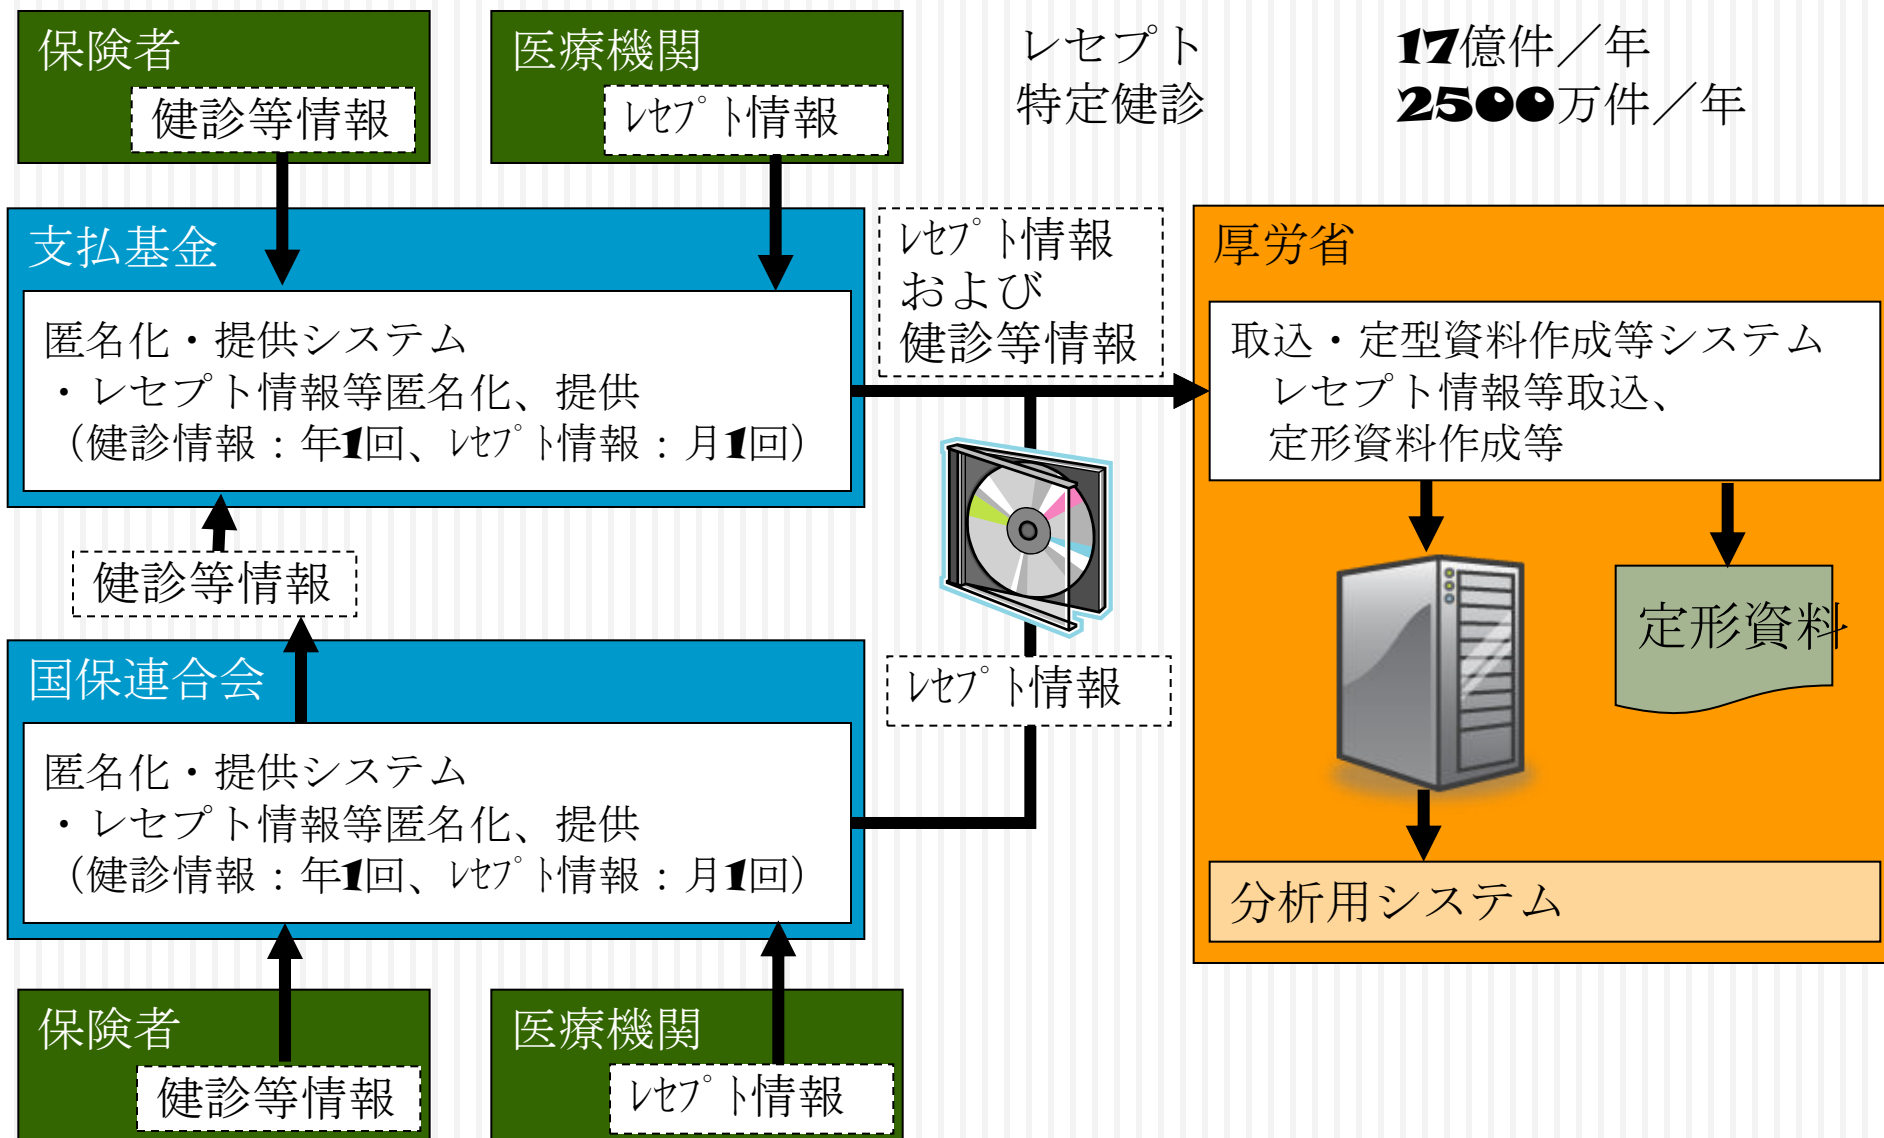 保険者
健診等情報
医療機関
ﾚｾﾌﾟﾄ情報
レセプト 17億件／年
特定健診 2500万件／年
支払基金
匿名化・提供システム
・レセプト情報等匿名化、提供
（健診情報：年1回、ﾚｾﾌﾟﾄ情報：月1回）
ﾚｾﾌﾟﾄ情報
および
健診等情報
厚労省
取込・定型資料作成等システム
レセプト情報等取込、
定形資料作成等
健診等情報
定形資料
国保連合会
匿名化・提供システム
・レセプト情報等匿名化、提供
（健診情報：年1回、ﾚｾﾌﾟﾄ情報：月1回）
ﾚｾﾌﾟﾄ情報
分析用システム
保険者
健診等情報
医療機関
ﾚｾﾌﾟﾄ情報